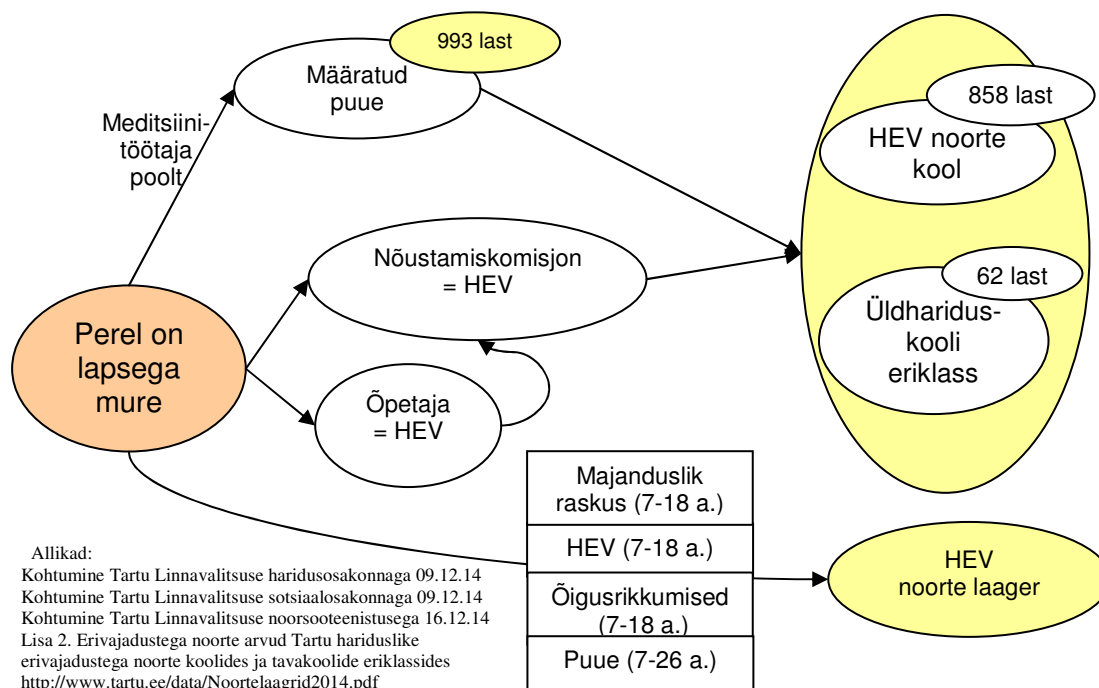 993 last
Määratud
puue
Meditsiini-
töötaja
poolt
858 last
HEV noorte
kool
Nõustamiskomisjon
= HEV
62 last
Üldharidus-
kooli
eriklass
Perel on
lapsega
mure
Õpetaja
= HEV
Majanduslik
raskus (7-18 a.)
HEV (7-18 a.)
Õigusrikkumised
(7-18 a.)
Puue (7-26 a.)
HEV
noorte laager
Allikad:
Kohtumine Tartu Linnavalitsuse haridusosakonnaga 09.12.14
Kohtumine Tartu Linnavalitsuse sotsiaalosakonnaga 09.12.14
Kohtumine Tartu Linnavalitsuse noorsooteenistusega 16.12.14
Lisa 2. Erivajadustega noorte arvud Tartu hariduslike
erivajadustega noorte koolides ja tavakoolide eriklassides
http://www.tartu.ee/data/Noortelaagrid2014.pdf